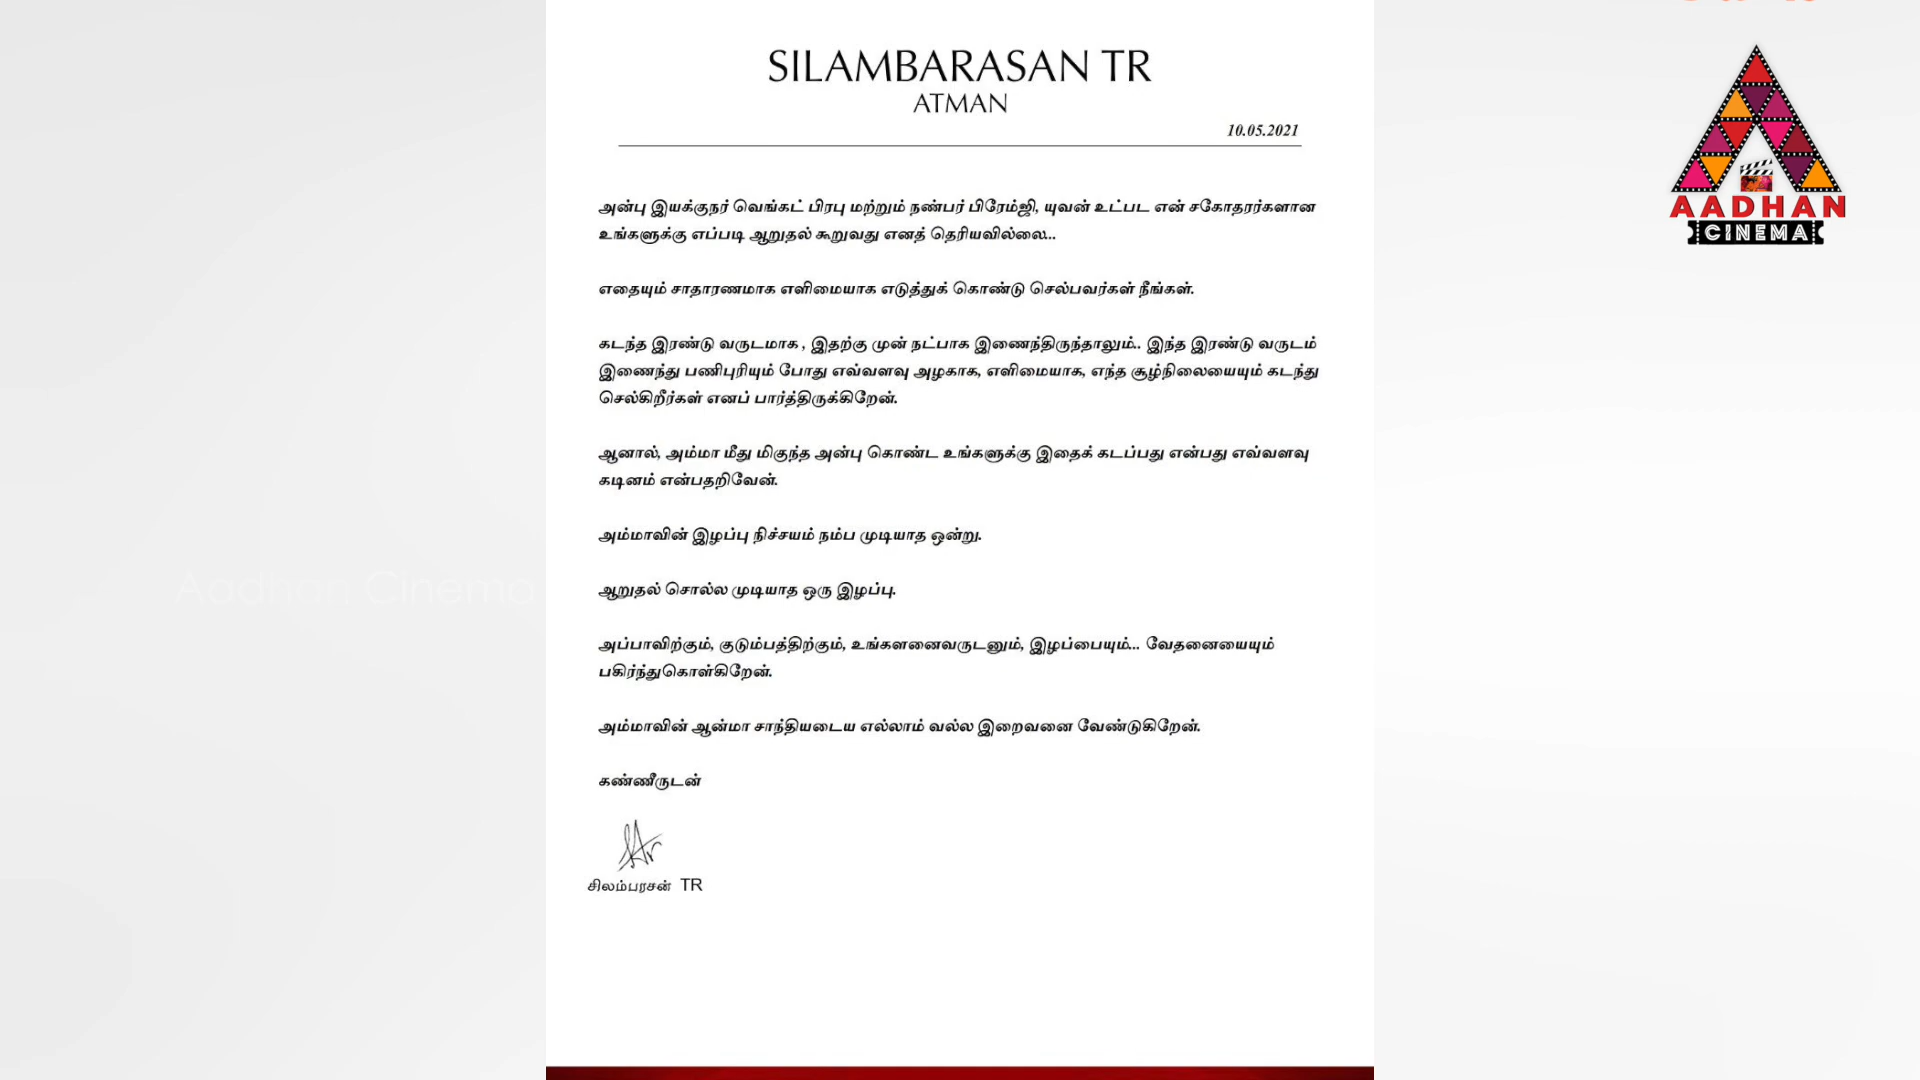 SILAMBARASAN TR
ATMAN
10.05.2021
அன்பு இயக்குநர் வெங்கட் பிரபு மற்றும் நண்பர் பிரேம்ஜி, யுவன் உட்பட என் சகோதரர்களான
உங்களுக்கு எப்படி ஆறுதல் கூறுவது எனத் தெரியவில்லை...
எதையும் சாதாரணமாக எளிமையாக எடுத்துக் கொண்டு செல்பவர்கள் நீங்கள்.
கடந்த இரண்டு வருடமாக , இதற்கு முன் நட்பாக இணைந்திருந்தாலும்.. இந்த இரண்டு வருடம்
இணைந்து பணிபுரியும் போது எவ்வளவு அழகாக, எளிமையாக, எந்த சூழ்நிலையையும் கடந்து
செல்கிறீர்கள் எனப் பார்த்திருக்கிறேன்.
ஆனால், அம்மா மீது மிகுந்த அன்பு கொண்ட உங்களுக்கு இதைக் கடப்பது என்பது எவ்வளவு
கடினம் என்பதறிவேன்.
அம்மாவின் இழப்பு நிச்சயம் நம்ப முடியாத ஒன்று.
ஆறுதல் சொல்ல முடியாத ஒரு இழப்பு.
அப்பாவிற்கும், குடும்பத்திற்கும், உங்களனைவருடனும், இழப்பையும்... வேதனையையும்
பகிர்ந்துகொள்கிறேன்.
அம்மாவின் ஆன்மா சாந்தியடைய எல்லாம் வல்ல இறைவனை வேண்டுகிறேன்.
கண்ணீருடன்
சிலம்பரசன் TR
AADHAN
CINEMA
Aadhan Cinema